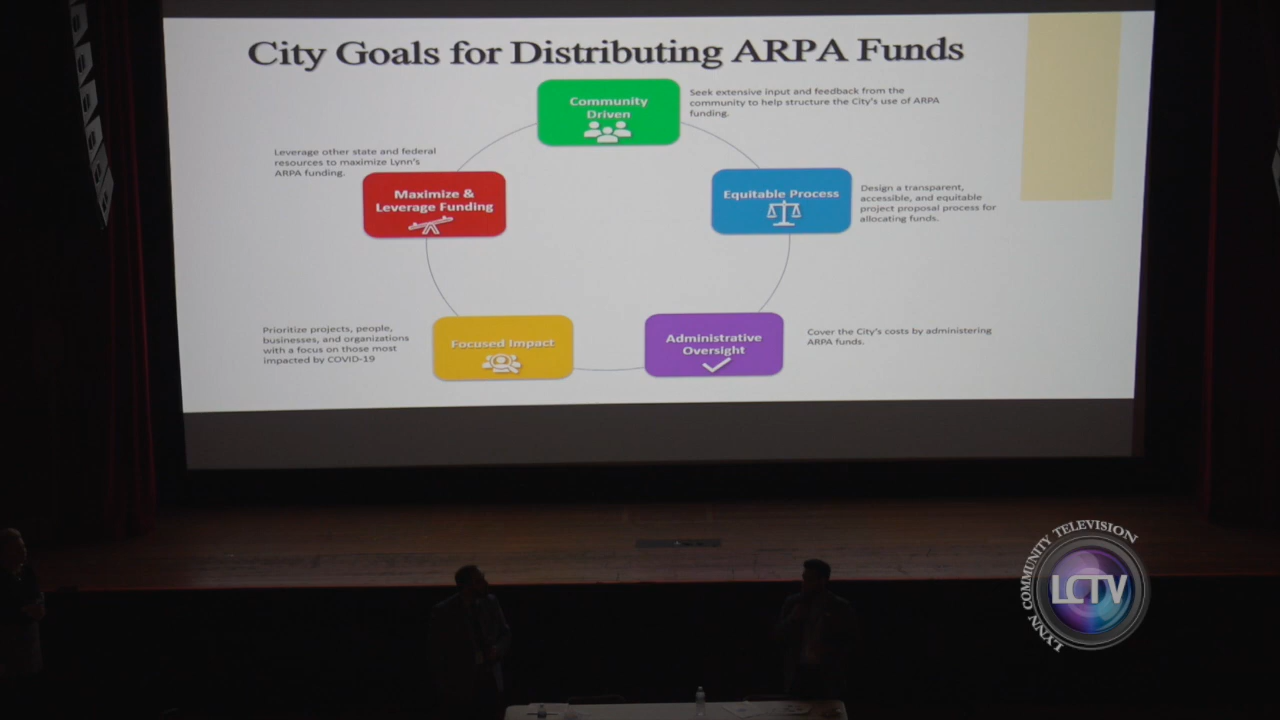 City Goals for Distributing ARPA Funds
Community
Driven
Seek extensive input and feedback from the
community to help structure the City's use of ARPA
funding.
Equitable Process
Design a transparent,
accessible, and equitable
project proposal process for
allocating funds.
Administrative
Oversight
Cover the City's costs by administering
ARPA funds.
Focused Impact
Prioritize projects, people,
businesses, and organizations
with a focus on those most
impacted by COVID-19
Maximize &
Leverage Funding
Leverage other state and federal
resources to maximize Lynn's
ARPA funding.
LYNN COMMUNITY TELEVISION
LCTV